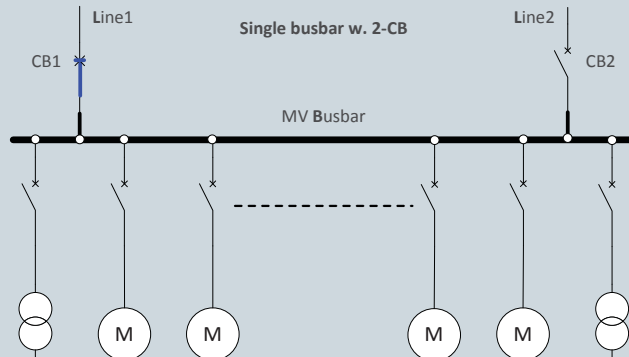 Line1
Single busbar w. 2-CB
Line2
CB1
CB2
MV Busbar
M
M
M
M